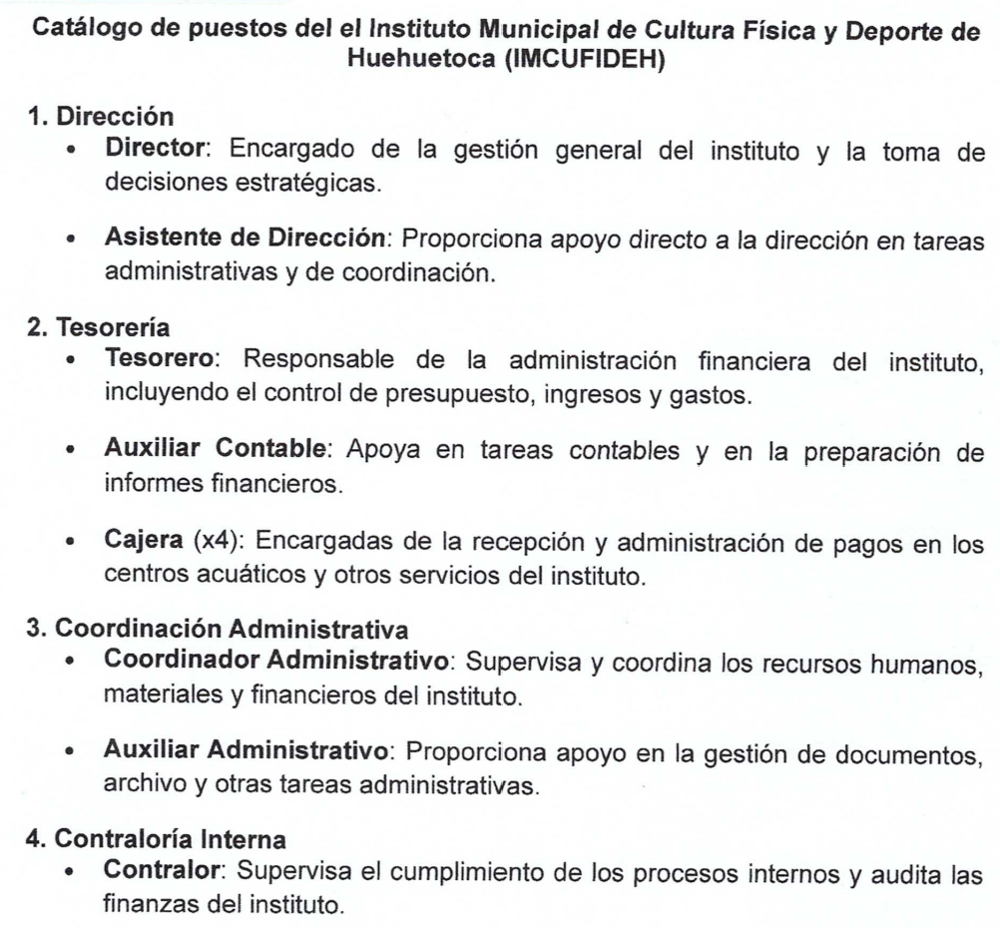 Catálogo de puestos del el Instituto Municipal de Cultura Física y Deporte de
Huehuetoca (IMCUFIDEH)
1. Dirección
• Director: Encargado de la gestión general del instituto y la toma de
decisiones estratégicas.
• Asistente de Dirección: Proporciona apoyo directo a la dirección en tareas
administrativas y de coordinación.
2. Tesorería
• Tesorero: Responsable de la administración financiera del instituto,
incluyendo el control de presupuesto, ingresos y gastos.
• Auxiliar Contable: Apoya en tareas contables y en la preparación de
informes financieros.
• Cajera (x4): Encargadas de la recepción y administración de pagos en los
centros acuáticos y otros servicios del instituto.
3. Coordinación Administrativa
• Coordinador Administrativo: Supervisa y coordina los recursos humanos,
materiales y financieros del instituto.
• Auxiliar Administrativo: Proporciona apoyo en la gestión de documentos,
archivo y otras tareas administrativas.
4. Contraloría Interna
• Contralor: Supervisa el cumplimiento de los procesos internos y audita las
finanzas del instituto.